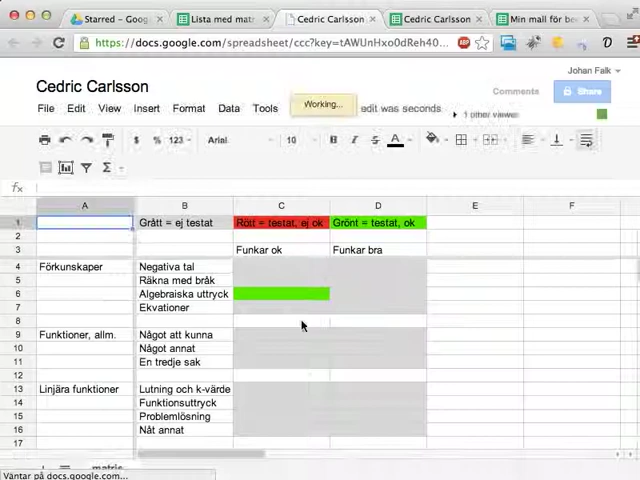 Starred – Goog
Lista med matr
Cedric Carlsson
Cedric Carlsson
Min mall för be
https://docs.google.com/spreadsheet/ccc?key=tAWUnHxo0dReh40...
Johan Falk
Cedric Carlsson
Comments
Share
File Edit View Insert Format Data Tools
Working...
edit was seconds
1 other viewer
$ % 123 Arial 10 B I A
fx
A B C D E F
1 Grått = ej testat Rött = testat, ej ok Grönt = testat, ok
2
3 Funkar ok Funkar bra
4 Förkunskaper Negativa tal
5 Räkna med bråk
6 Algebraiska uttryck
7 Ekvationer
8
9 Funktioner, allm. Något att kunna
10 Något annat
11 En tredje sak
12
13 Linjära funktioner Lutning och k-värde
14 Funktionsuttryck
15 Problemlösning
16 Nåt annat
17
matris
Väntar på docs.google.com...